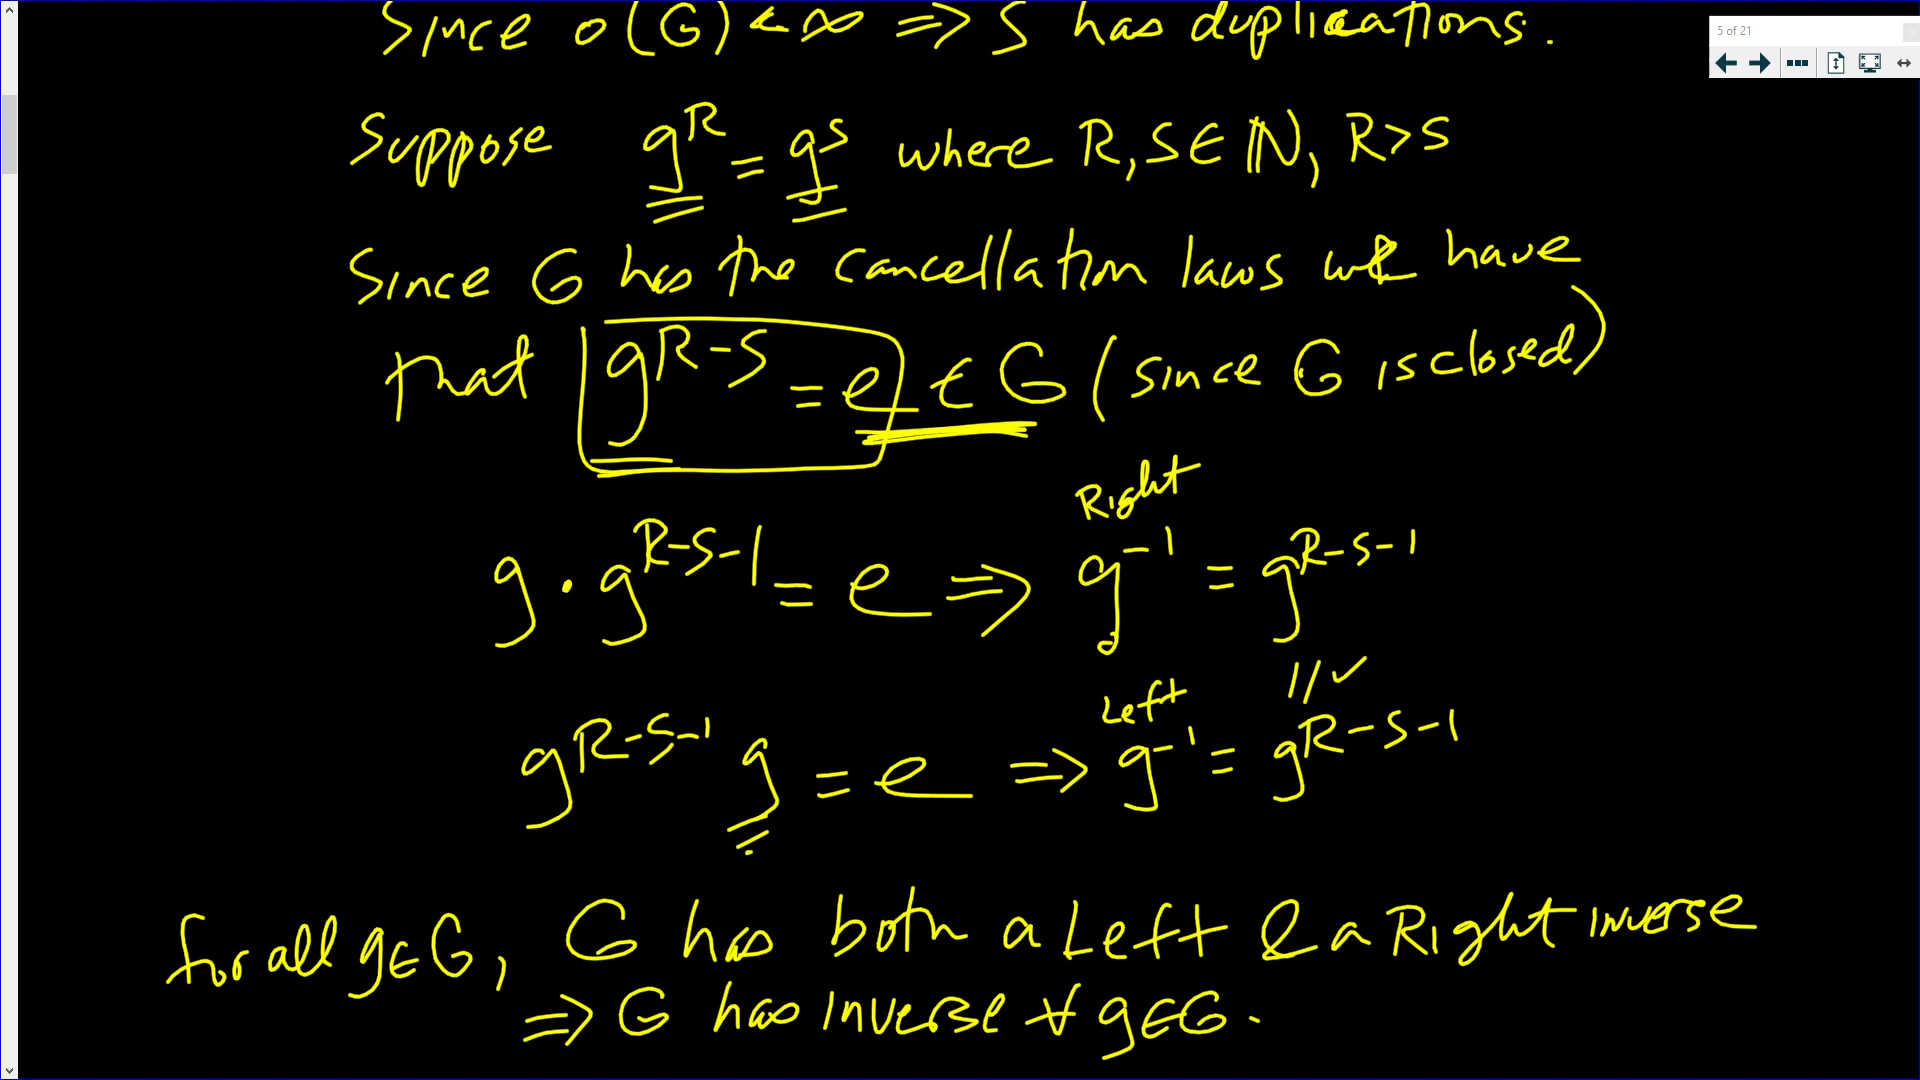 5 of 21
Since o(G) < ∞ ⇒ S has duplications.
Suppose g^R = g^S where R, S ∈ ℕ, R > S
Since G has the cancellation laws we have
that g^{R-S} = e ∈ G (since G is closed)
Right
g · g^{R-S-1} = e ⇒ g^{-1} = g^{R-S-1}
Left // ✓
g^{R-S-1} g = e ⇒ g^{-1} = g^{R-S-1}
for all g ∈ G, G has both a Left & a Right inverse
⇒ G has inverse ∀ g ∈ G.